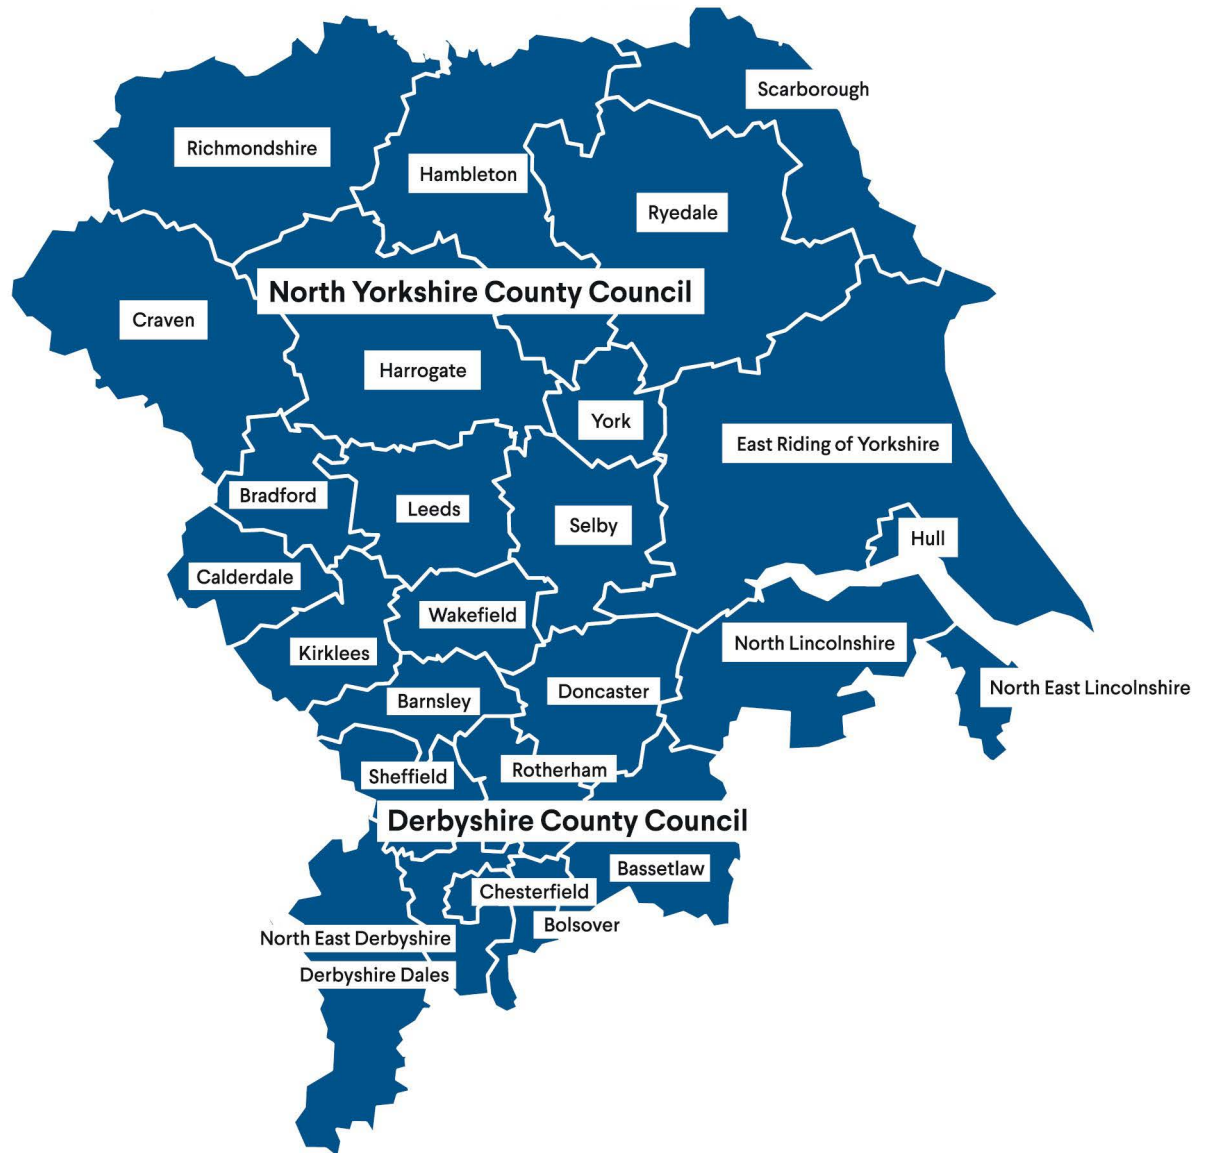 Scarborough
Richmondshire
Hambleton
Ryedale
North Yorkshire County Council
Craven
Harrogate
York
East Riding of Yorkshire
Bradford
Leeds
Selby
Hull
Calderdale
Wakefield
Kirklees
North Lincolnshire
North East Lincolnshire
Barnsley
Doncaster
Sheffield
Rotherham
Derbyshire County Council
Bassetlaw
Chesterfield
Bolsover
North East Derbyshire
Derbyshire Dales